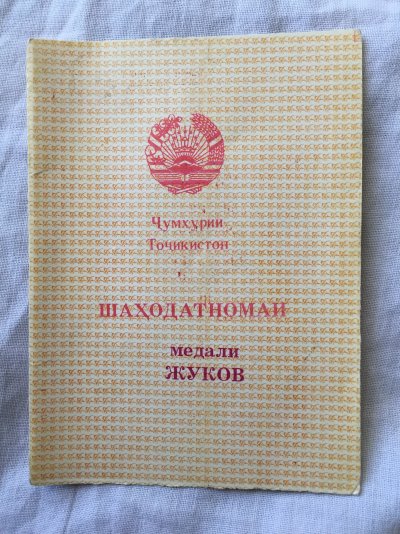 Ҷумҳурии
Тоҷикистон
ШАҲОДАТНОМАИ
медали
ЖУКОВ